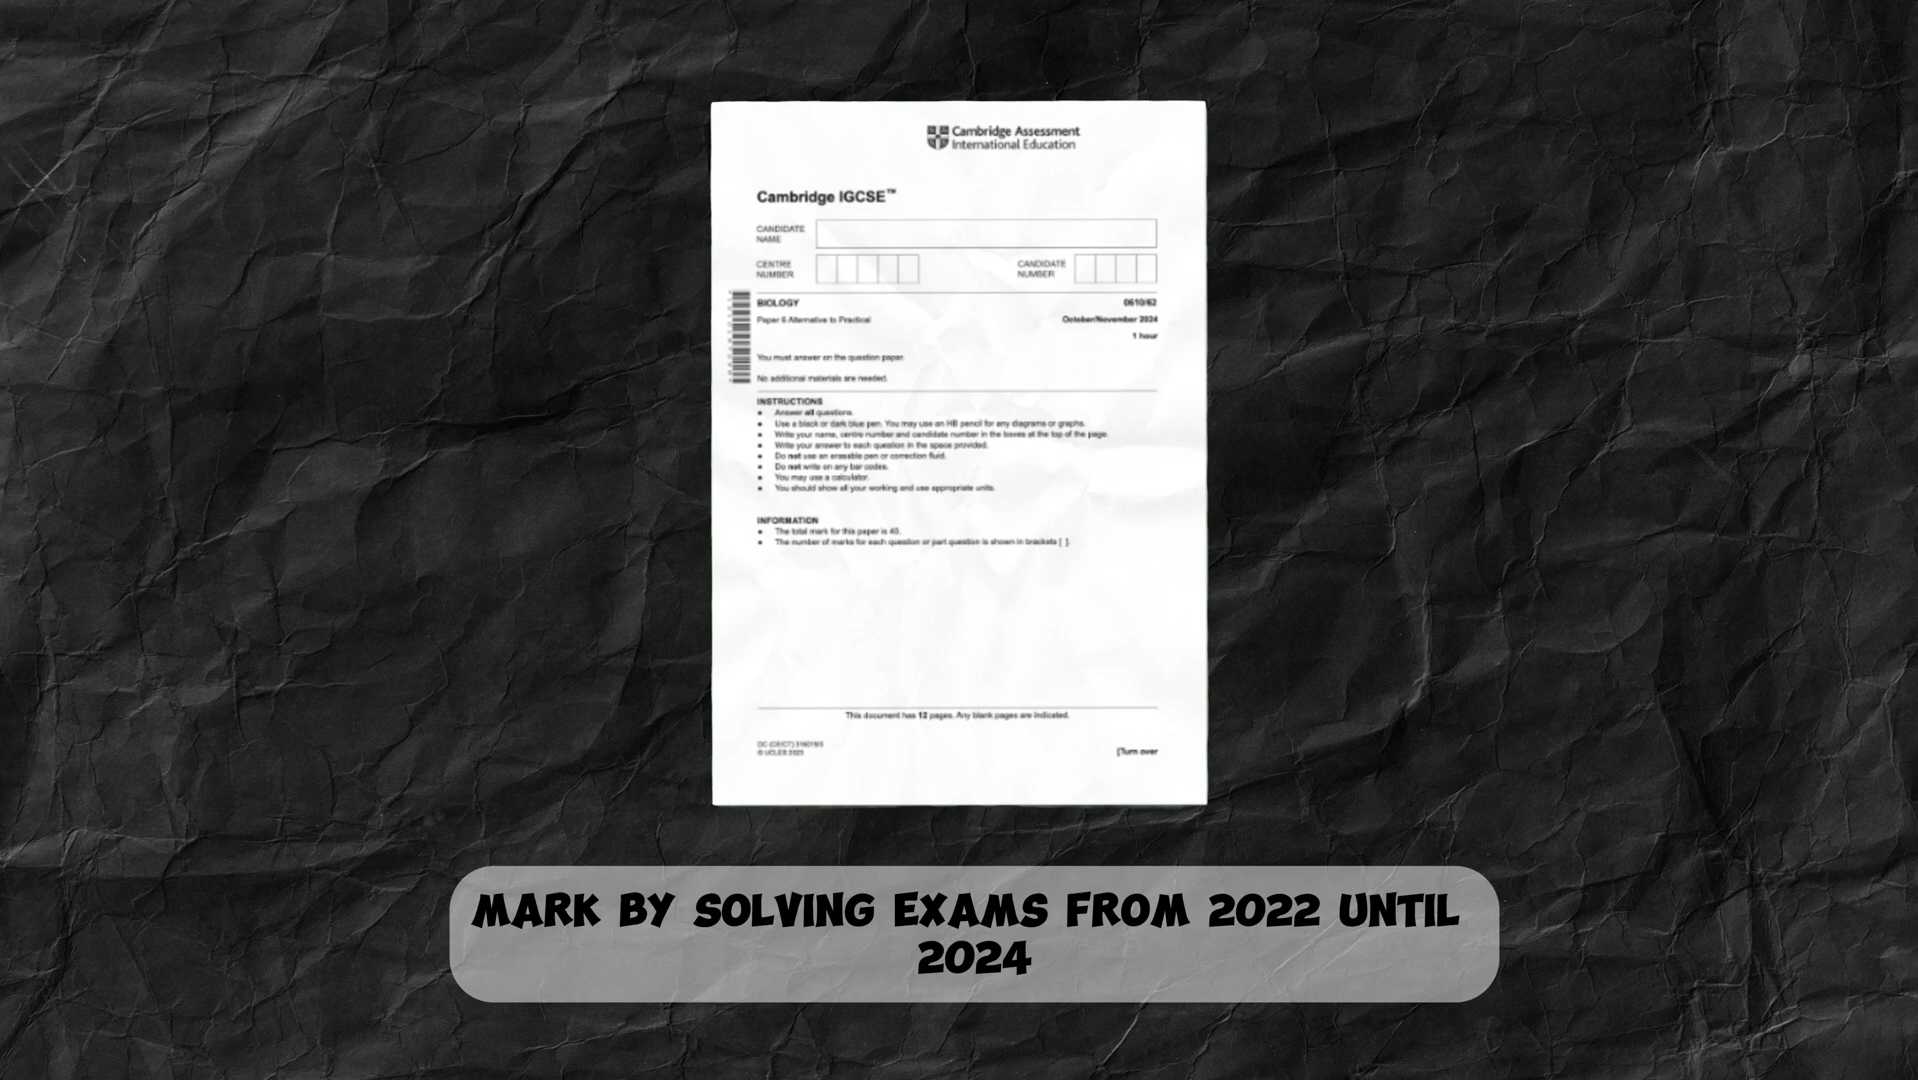 Cambridge Assessment
International Education
Cambridge IGCSE™
CANDIDATE
NAME
CENTRE
NUMBER
CANDIDATE
NUMBER
BIOLOGY 0610/62
Paper 6 Alternative to Practical October/November 2024
1 hour
You must answer on the question paper.
No additional materials are needed.
INSTRUCTIONS
● Answer all questions.
● Use a black or dark blue pen. You may use an HB pencil for any diagrams or graphs.
● Write your name, centre number and candidate number in the boxes at the top of the page.
● Write your answer to each question in the space provided.
● Do not use an erasable pen or correction fluid.
● Do not write on any bar codes.
● You may use a calculator.
● You should show all your working and use appropriate units.
INFORMATION
● The total mark for this paper is 40.
● The number of marks for each question or part question is shown in brackets [ ].
This document has 12 pages. Any blank pages are indicated.
© UCLES 2023
[Turn over
MARK BY SOLVING EXAMS FROM 2022 UNTIL
2024